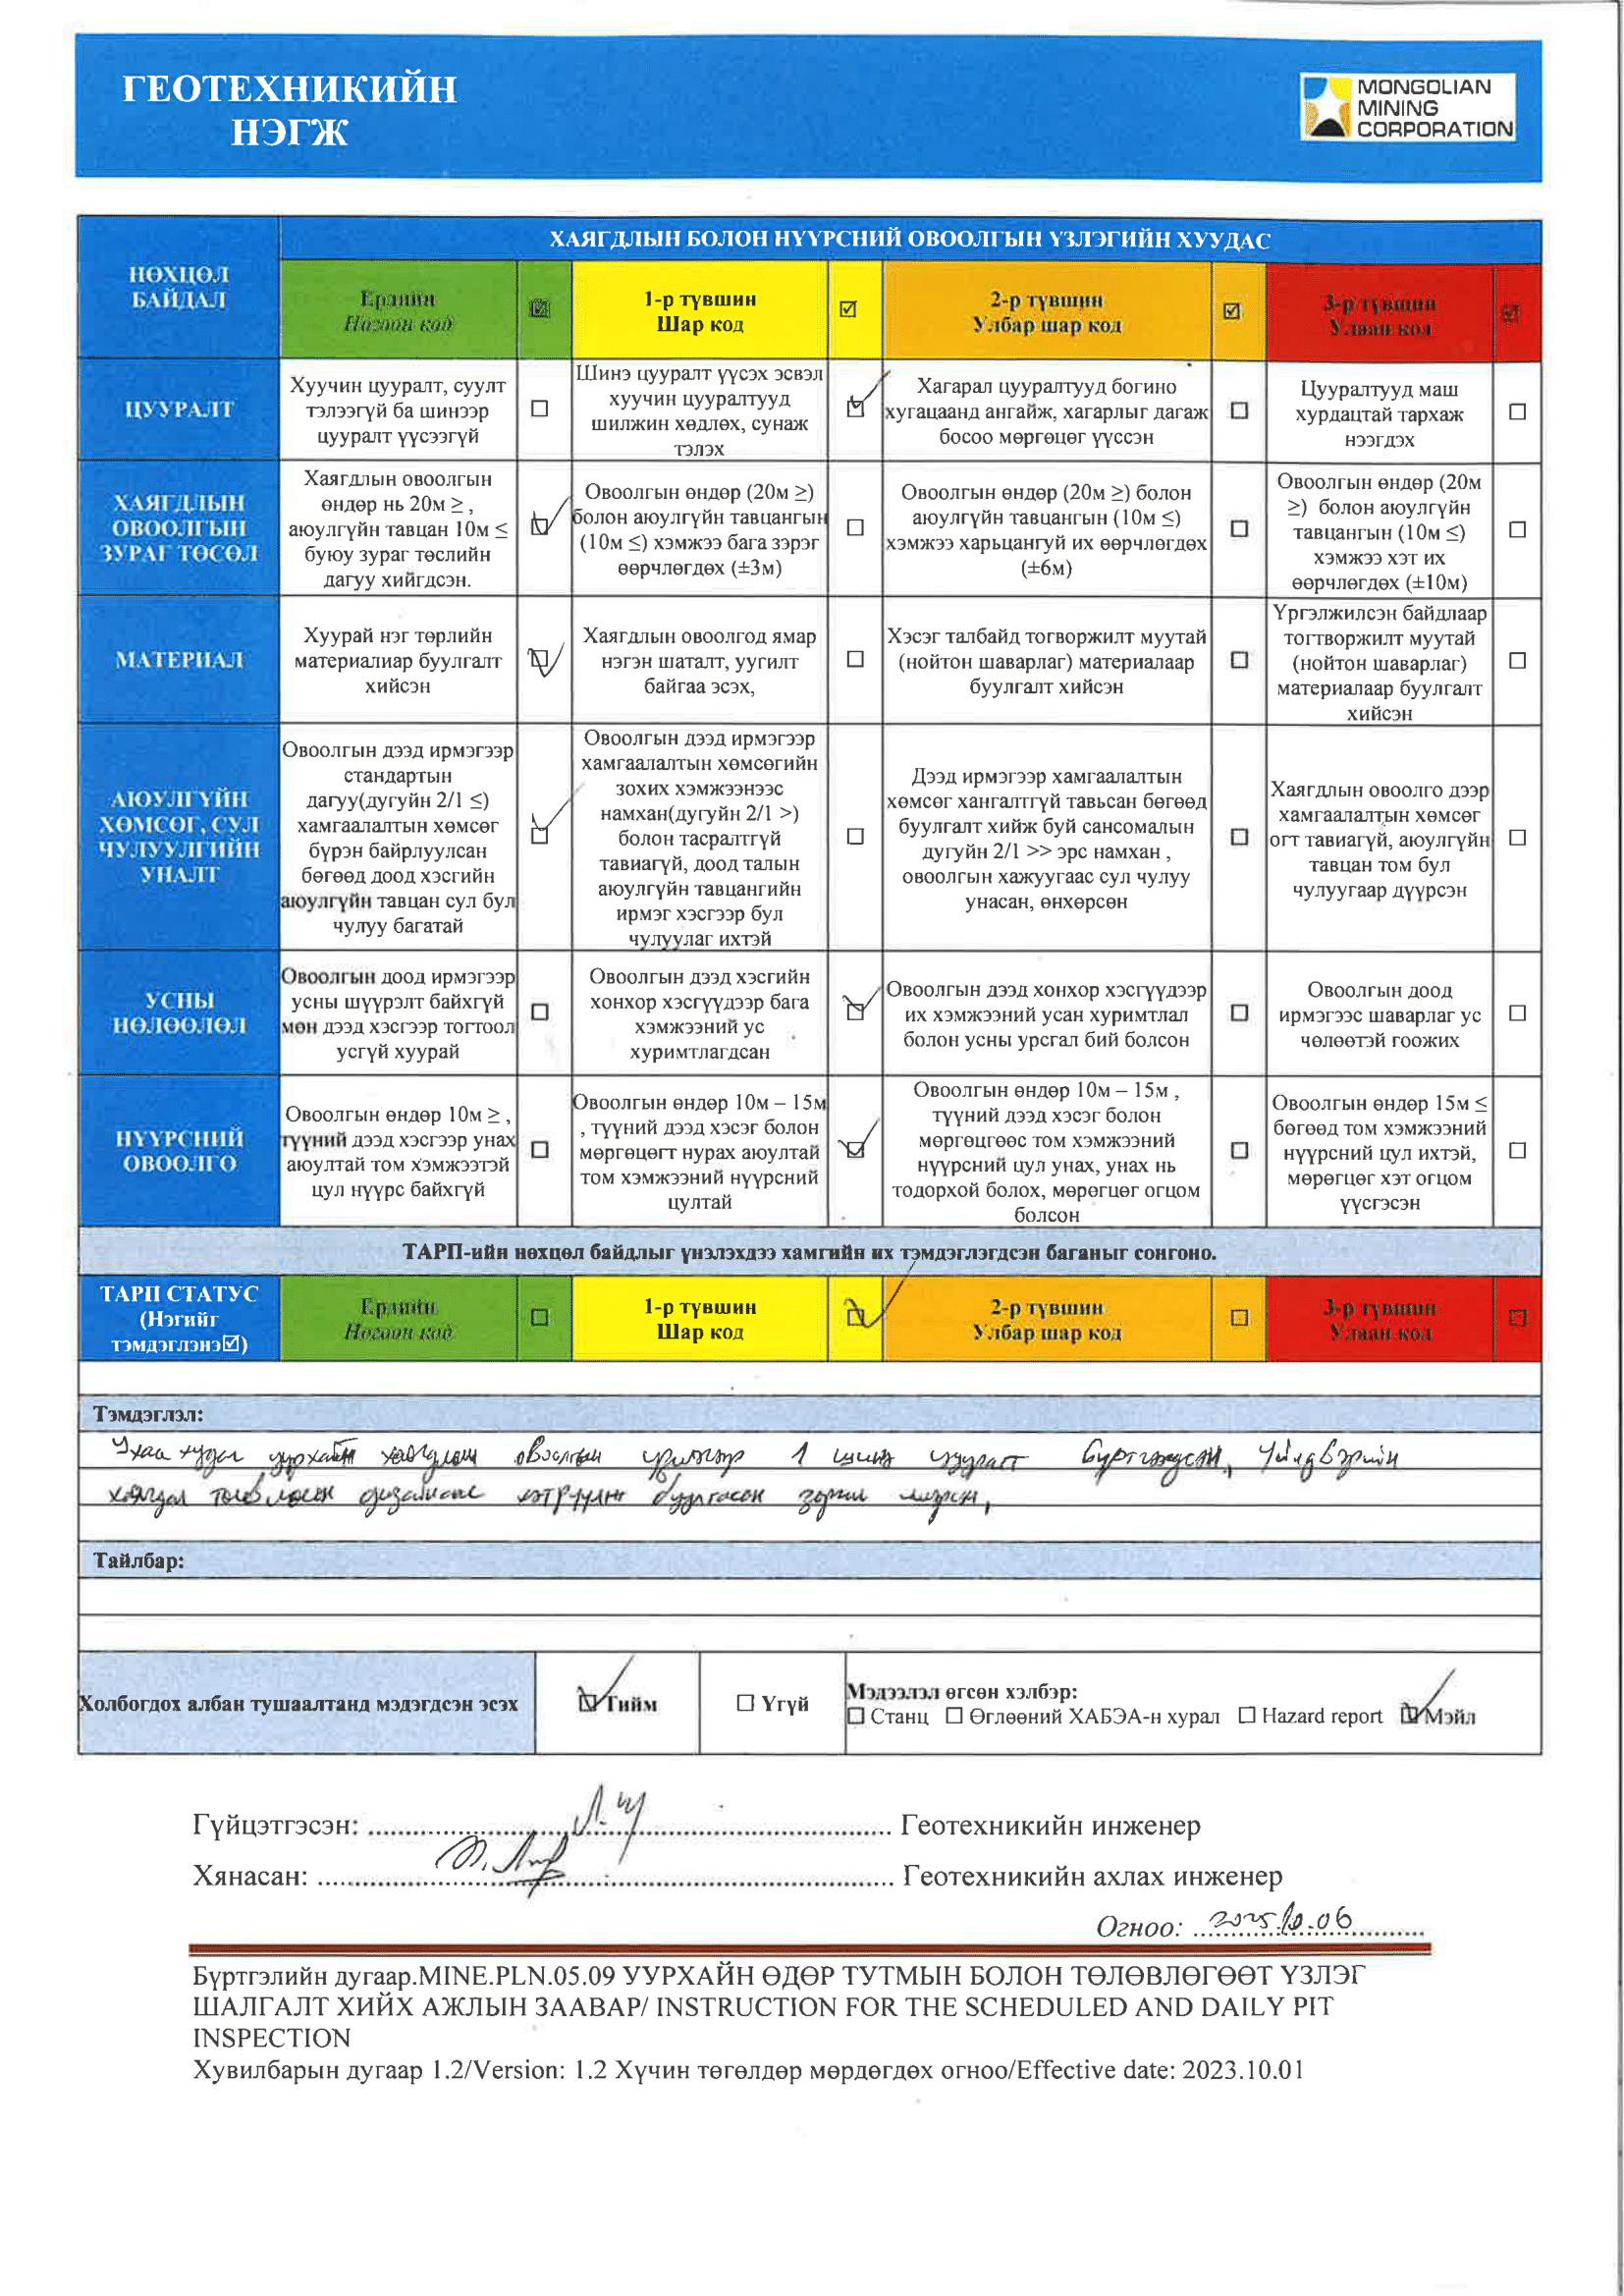 ГЕОТЕХНИКИЙН
НЭГЖ
MONGOLIAN
MINING
CORPORATION
НӨХЦӨЛ
БАЙДАЛ
ХАЯГДЛЫН БОЛОН НҮҮРСНИЙ ОВООЛГЫН ҮЗЛЭГИЙН ХУУДАС
Ердийн
Ногоон код
☑
1-р түвшин
Шар код
☑
2-р түвшин
Улбар шар код
☑
3-р түвшин
Улаан код
☑
ЦУУРАЛТ
Хуучин цууралт, суулт
тэлээгүй ба шинээр
цууралт үүсээгүй
☐
Шинэ цууралт үүсэх эсвэл
хуучин цууралтууд
шилжин хөдлөх, сунаж
тэлэх
☑
Хагарал цууралтууд богино
хугацаанд ангайж, хагарлыг дагаж
босоо мөргөцөг үүссэн
☐
Цууралтууд маш
хурдацтай тархаж
нээгдэх
☐
ХАЯГДЛЫН
ОВООЛГЫН
ЗУРАГ ТӨСӨЛ
Хаягдлын овоолгын
өндөр нь 20м ≥ ,
аюулгүйн тавцан 10м ≤
буюу зураг төслийн
дагуу хийгдсэн.
☑
Овоолгын өндөр (20м ≥)
болон аюулгүйн тавцангын
(10м ≤) хэмжээ бага зэрэг
өөрчлөгдөх (±3м)
☐
Овоолгын өндөр (20м ≥) болон
аюулгүйн тавцангын (10м ≤)
хэмжээ харьцангуй их өөрчлөгдөх
(±6м)
☐
Овоолгын өндөр (20м
≥) болон аюулгүйн
тавцангын (10м ≤)
хэмжээ хэт их
өөрчлөгдөх (±10м)
☐
МАТЕРИАЛ
Хуурай нэг төрлийн
материалиар буулгалт
хийсэн
☑
Хаягдлын овоолгод ямар
нэгэн шаталт, уугилт
байгаа эсэх,
☐
Хэсэг талбайд тогворжилт муутай
(нойтон шаварлаг) материалаар
буулгалт хийсэн
☐
Үргэлжилсэн байдлаар
тогтворжилт муутай
(нойтон шаварлаг)
материалаар буулгалт
хийсэн
☐
АЮУЛГҮЙН
ХӨМСӨГ, СУЛ
ЧУЛУУЛГИЙН
УНАЛТ
Овоолгын дээд ирмэгээр
стандартын
дагуу(дугуйн 2/1 ≤)
хамгаалалтын хөмсөг
бүрэн байрлуулсан
бөгөөд доод хэсгийн
аюулгүйн тавцан сул бул
чулуу багатай
☑
Овоолгын дээд ирмэгээр
хамгаалалтын хөмсөгийн
зохих хэмжээнээс
намхан(дугуйн 2/1 >)
болон тасралтгүй
тавиагүй, доод талын
аюулгүйн тавцангийн
ирмэг хэсгээр бул
чулуулаг ихтэй
☐
Дээд ирмэгээр хамгаалалтын
хөмсөг хангалтгүй тавьсан бөгөөд
буулгалт хийж буй сансомалын
дугуйн 2/1 >> эрс намхан ,
овоолгын хажуугаас сул чулуу
унасан, өнхөрсөн
☐
Хаягдлын овоолго дээр
хамгаалалтын хөмсөг
огт тавиагүй, аюулгүйн
тавцан том бул
чулуугаар дүүрсэн
☐
УСНЫ
НӨЛӨӨЛӨЛ
Овоолгын доод ирмэгээр
усны шүүрэлт байхгүй
мөн дээд хэсгээр тогтоол
усгүй хуурай
☐
Овоолгын дээд хэсгийн
хонхор хэсгүүдээр бага
хэмжээний ус
хуримтлагдсан
☑
Овоолгын дээд хонхор хэсгүүдээр
их хэмжээний усан хуримтлал
болон усны урсгал бий болсон
☐
Овоолгын доод
ирмэгээс шаварлаг ус
чөлөөтэй гоожих
☐
НҮҮРСНИЙ
ОВООЛГО
Овоолгын өндөр 10м ≥ ,
түүний дээд хэсгээр унах
аюултай том хэмжээтэй
цул нүүрс байхгүй
☐
Овоолгын өндөр 10м – 15м
, түүний дээд хэсэг болон
мөргөцөгт нурах аюултай
том хэмжээний нүүрсний
цултай
☑
Овоолгын өндөр 10м – 15м ,
түүний дээд хэсэг болон
мөргөцгөөс том хэмжээний
нүүрсний цул унах, унах нь
тодорхой болох, мөрөгцөг огцом
болсон
☐
Овоолгын өндөр 15м ≤
бөгөөд том хэмжээний
нүүрсний цул ихтэй,
мөрөгцөг хэт огцом
үүсгэсэн
☐
ТАРП-ийн нөхцөл байдлыг үнэлэхдээ хамгийн их тэмдэглэгдсэн баганыг сонгоно.
ТАРП СТАТУС
(Нэгийг
тэмдэглэнэ☑)
Ердийн
Ногоон код
☐
1-р түвшин
Шар код
☑
2-р түвшин
Улбар шар код
☐
3-р түвшин
Улаан код
☐
Тэмдэглэл:
Ухаа худаг уурхайн хаягдлын овоолгын 1 шинэ цууралт бүртгэгдсэн, Үйлдвэрийн
хаягдал дизайнаас хэтрүүлж буулгасан зөрчил
Тайлбар:
Холбогдох албан тушаалтанд мэдэгдсэн эсэх
☑ Тийм
☐ Үгүй
Мэдээлэл өгсөн хэлбэр:
☐ Станц ☐ Өглөөний ХАБЭА-н хурал ☐ Hazard report ☑ Мэйл
Гүйцэтгэсэн: ........ Геотехникийн инженер
Хянасан: ........ Геотехникийн ахлах инженер
Огноо: 2025.10.06
Бүртгэлийн дугаар.MINE.PLN.05.09 УУРХАЙН ӨДӨР ТУТМЫН БОЛОН ТӨЛӨВЛӨГӨӨТ ҮЗЛЭГ
ШАЛГАЛТ ХИЙХ АЖЛЫН ЗААВАР/ INSTRUCTION FOR THE SCHEDULED AND DAILY PIT
INSPECTION
Хувилбарын дугаар 1.2/Version: 1.2 Хүчин төгөлдөр мөрдөгдөх огноо/Effective date: 2023.10.01